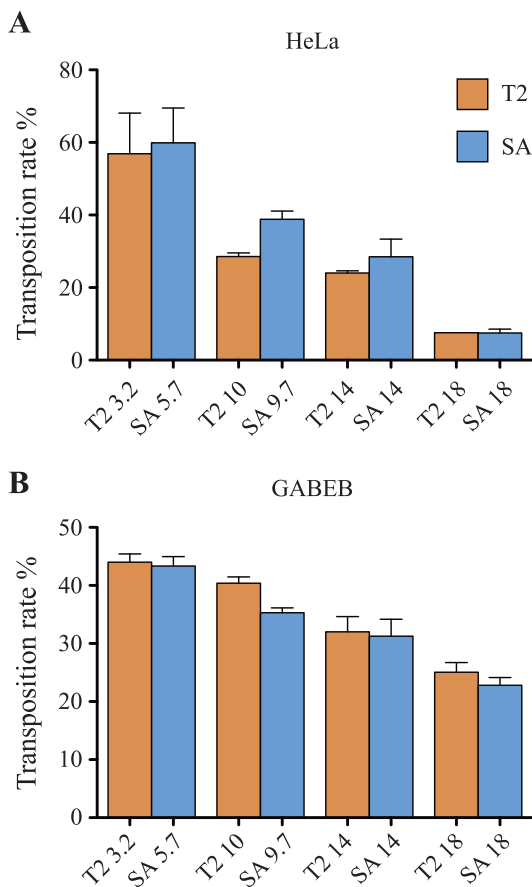 A
HeLa
Transposition rate %
80
60
40
20
0
T2
SA
T2 3.2
SA 5.7
T2 10
SA 9.7
T2 14
SA 14
T2 18
SA 18
B
GABEB
Transposition rate %
50
40
30
20
10
0
T2 3.2
SA 5.7
T2 10
SA 9.7
T2 14
SA 14
T2 18
SA 18